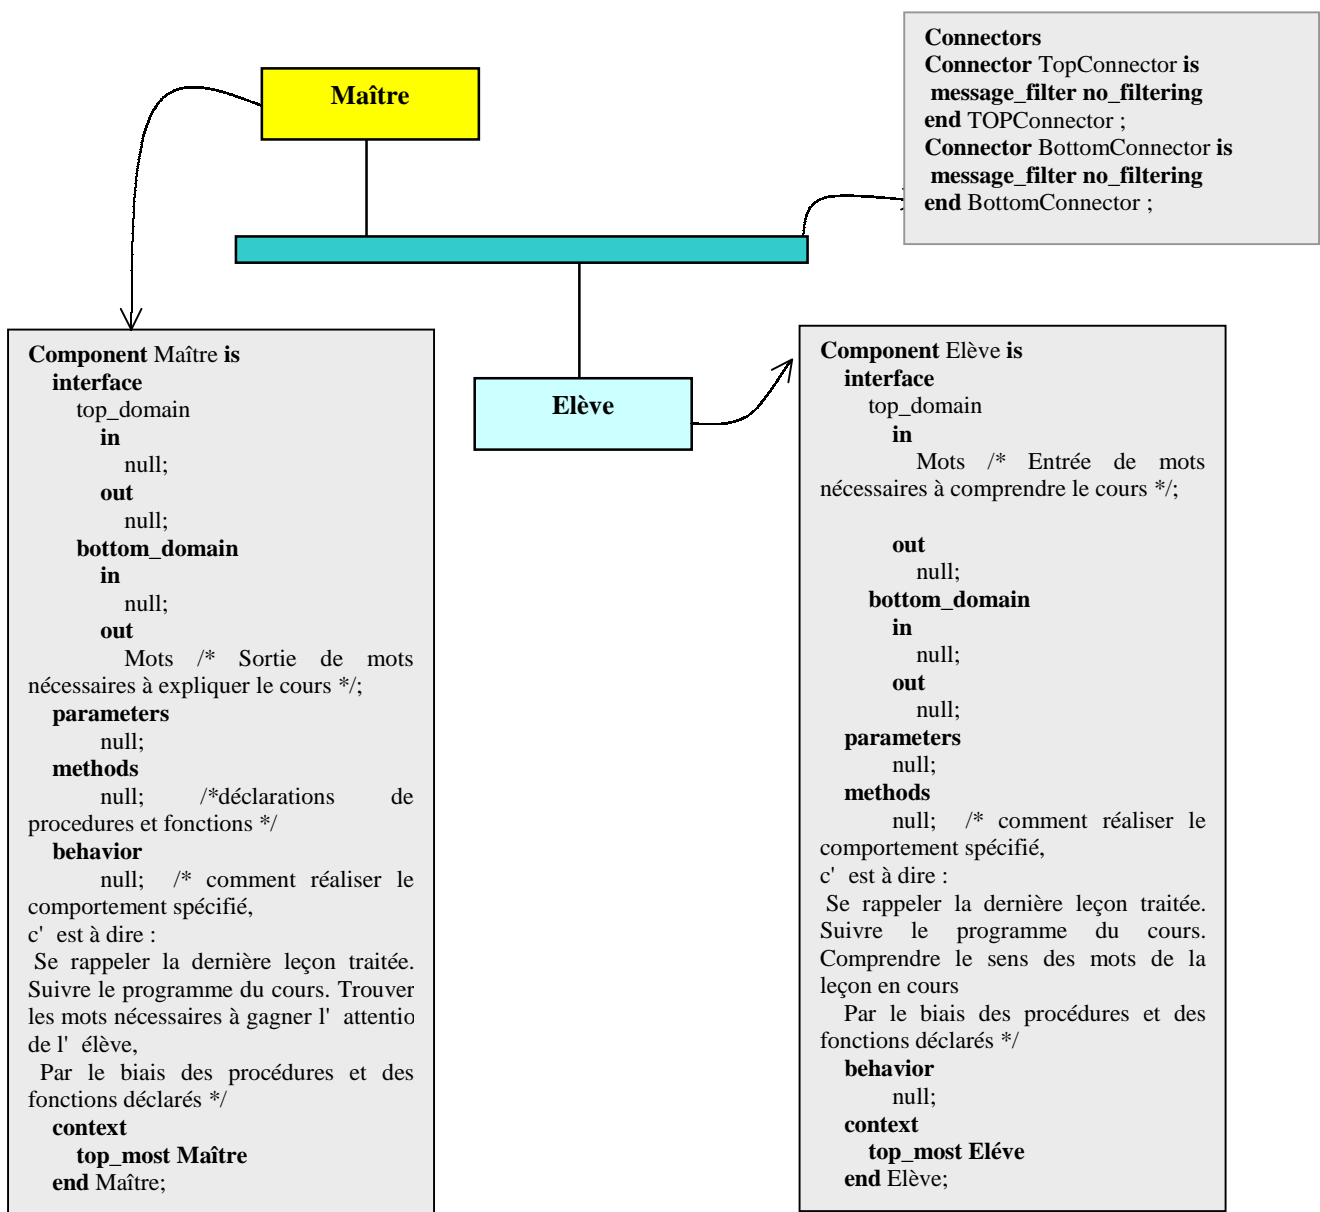 Connectors
Connector TopConnector is
message_filter no_filtering
end TOPConnector ;
Connector BottomConnector is
message_filter no_filtering
end BottomConnector ;
Maître
Elève
Component Maître is
interface
top_domain
in
null;
out
null;
bottom_domain
in
null;
out
Mots /* Sortie de mots
nécessaires à expliquer le cours */;
parameters
null;
methods
null; /*déclarations de
procedures et fonctions */
behavior
null; /* comment réaliser le
comportement spécifié,
c' est à dire :
Se rappeler la dernière leçon traitée.
Suivre le programme du cours. Trouver
les mots nécessaires à gagner l' attentio
de l' élève,
Par le biais des procédures et des
fonctions déclarés */
context
top_most Maître
end Maître;
Component Elève is
interface
top_domain
in
Mots /* Entrée de mots
nécessaires à comprendre le cours */;
out
null;
bottom_domain
in
null;
out
null;
parameters
null;
methods
null; /* comment réaliser le
comportement spécifié,
c' est à dire :
Se rappeler la dernière leçon traitée.
Suivre le programme du cours.
Comprendre le sens des mots de la
leçon en cours
Par le biais des procédures et des
fonctions déclarés */
behavior
null;
context
top_most Eléve
end Elève;